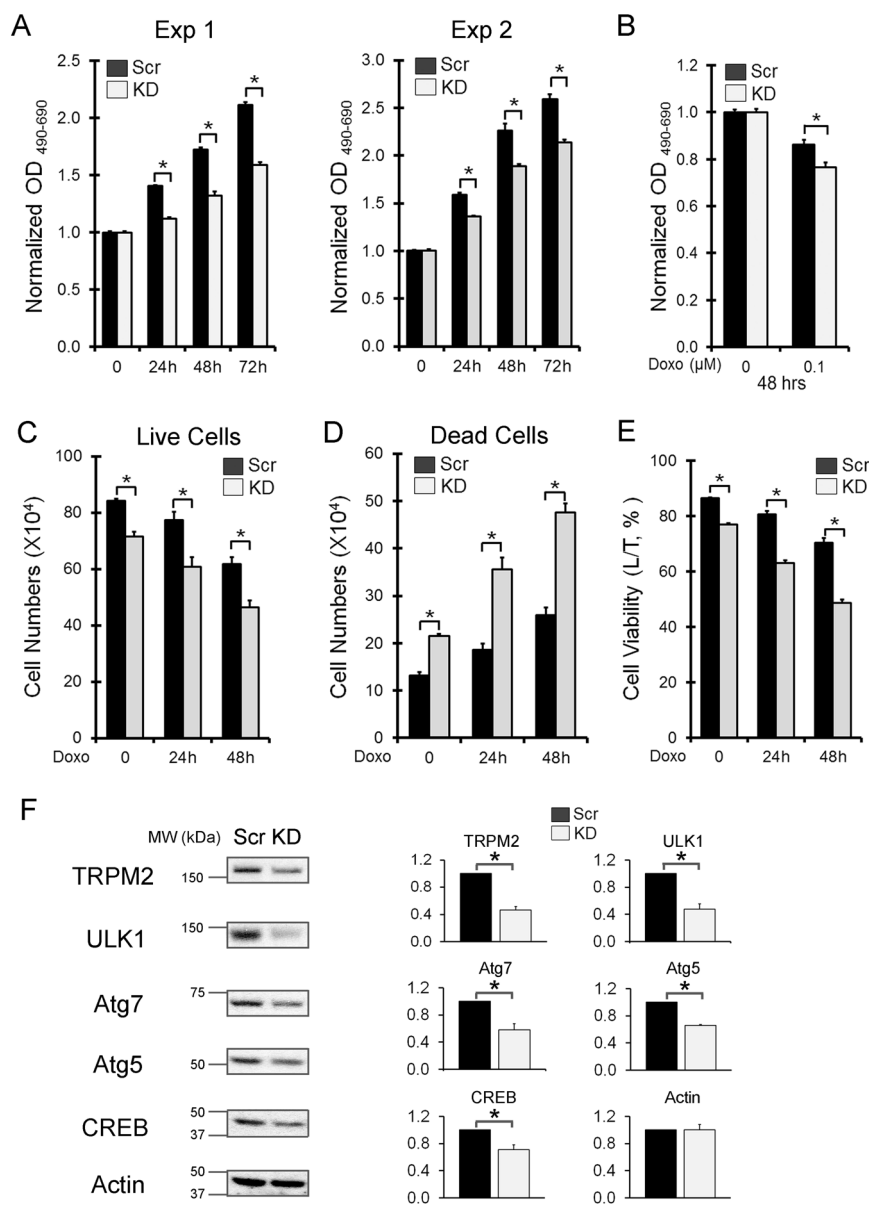 A
Exp 1
Scr
KD
Normalized OD 490-690
2.5
2.0
1.5
1.0
0.5
0.0
*
*
*
0 24h 48h 72h
Exp 2
Scr
KD
Normalized OD 490-690
3.0
2.5
2.0
1.5
1.0
0.5
0.0
*
*
*
0 24h 48h 72h
B
Scr
KD
Normalized OD 490-690
1.2
1.0
0.8
0.6
0.4
0.2
0.0
*
Doxo (µM) 0 0.1
48 hrs
C
Live Cells
Scr
KD
Cell Numbers (X10⁴)
100
80
60
40
20
0
*
*
*
Doxo 0 24h 48h
D
Dead Cells
Scr
KD
Cell Numbers (X10⁴)
60
50
40
30
20
10
0
*
*
*
0 24h 48h
E
Scr
KD
Cell Viability (L/T, %)
100
80
60
40
20
0
*
*
*
Doxo 0 24h 48h
F
MW (kDa) Scr KD
TRPM2 150
ULK1 150
Atg7 75
Atg5 50
CREB 50
37
Actin 50
37
Scr
KD
TRPM2
1.2
0.8
0.4
0.0
*
ULK1
1.2
0.8
0.4
0.0
*
Atg7
1.2
0.8
0.4
0.0
*
Atg5
1.2
0.8
0.4
0.0
*
CREB
1.2
0.8
0.4
0.0
*
Actin
1.2
0.8
0.4
0.0